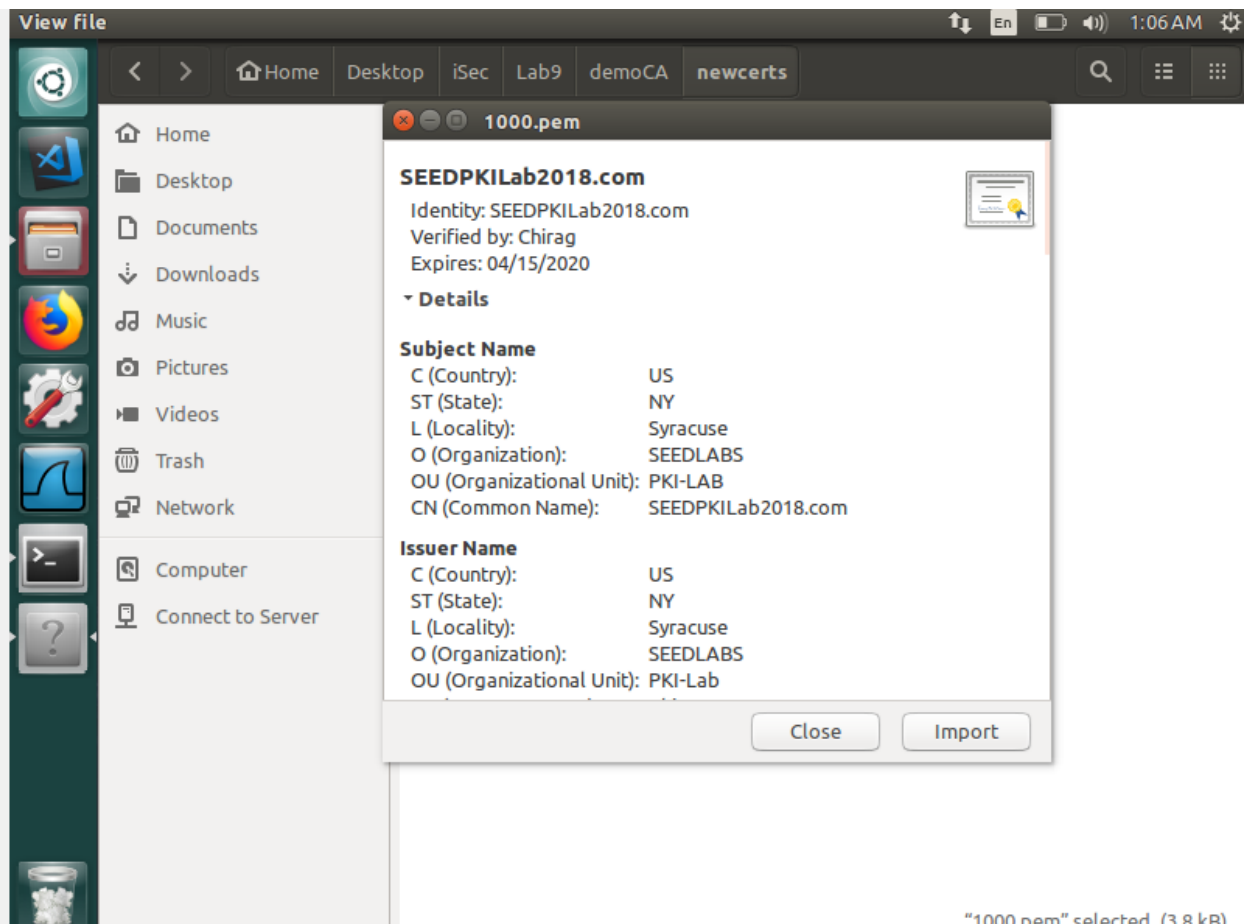 View file
En
1:06 AM
Home Desktop iSec Lab9 demoCA newcerts
Home
Desktop
Documents
Downloads
Music
Pictures
Videos
Trash
Network
Computer
Connect to Server
1000.pem
SEEDPKILab2018.com
Identity: SEEDPKILab2018.com
Verified by: Chirag
Expires: 04/15/2020
Details
Subject Name
C (Country): US
ST (State): NY
L (Locality): Syracuse
O (Organization): SEEDLABS
OU (Organizational Unit): PKI-LAB
CN (Common Name): SEEDPKILab2018.com
Issuer Name
C (Country): US
ST (State): NY
L (Locality): Syracuse
O (Organization): SEEDLABS
OU (Organizational Unit): PKI-Lab
Close Import
"1000.pem" selected (3.8 kB)